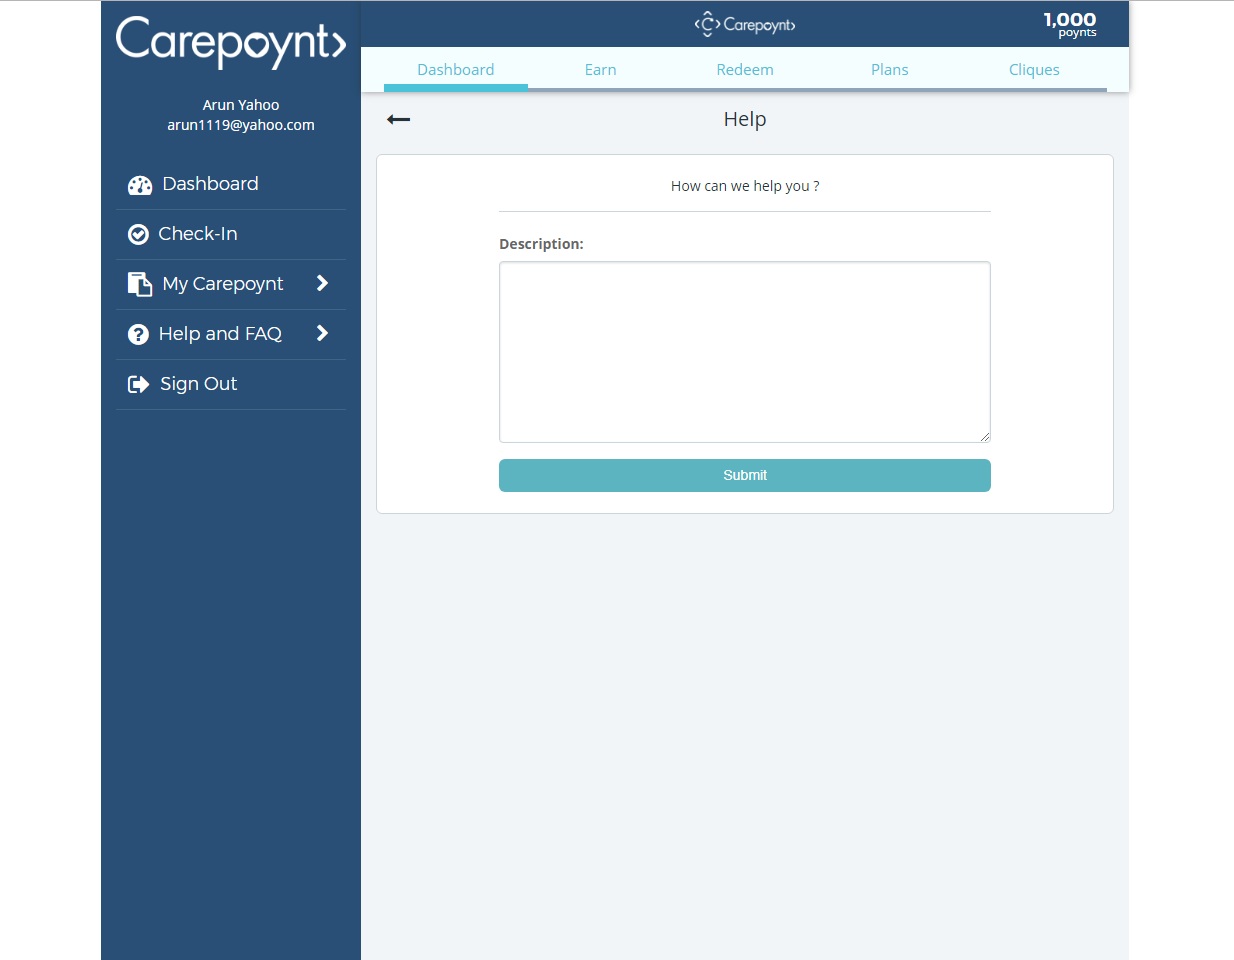 Carepoynt
Arun Yahoo
arun1119@yahoo.com
Dashboard
Check-In
My Carepoynt
Help and FAQ
Sign Out
Carepoynt
1,000
poynts
Dashboard Earn Redeem Plans Cliques
Help
How can we help you ?
Description:
Submit